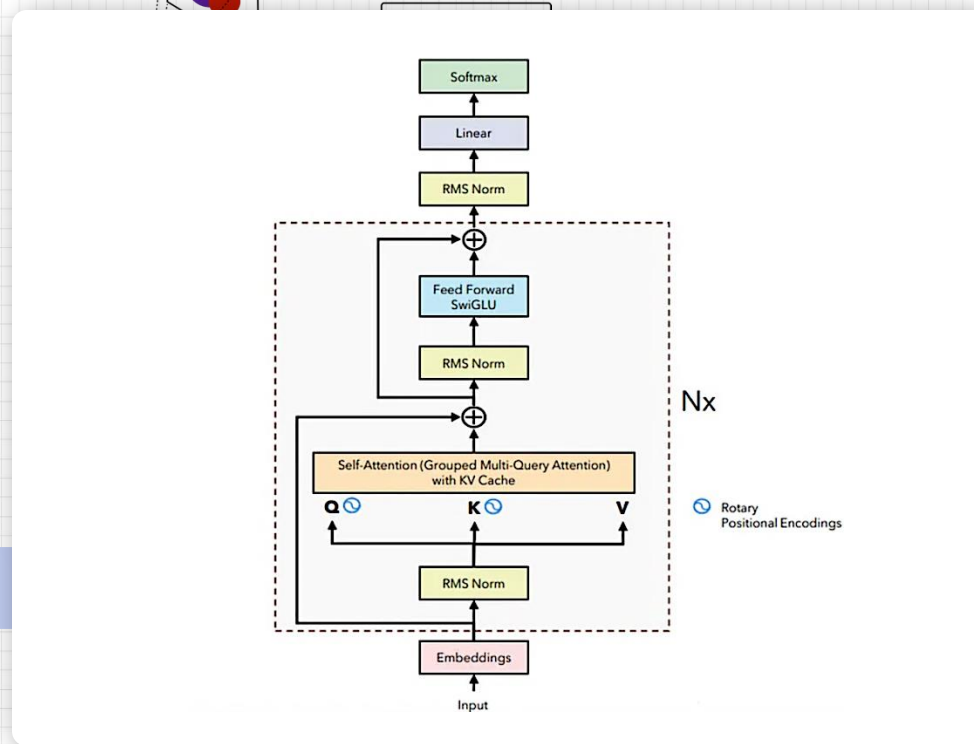 Softmax
Linear
RMS Norm
Feed Forward
SwiGLU
RMS Norm
Nx
Self-Attention (Grouped Multi-Query Attention)
with KV Cache
Q
K
V
Rotary
Positional Encodings
RMS Norm
Embeddings
Input